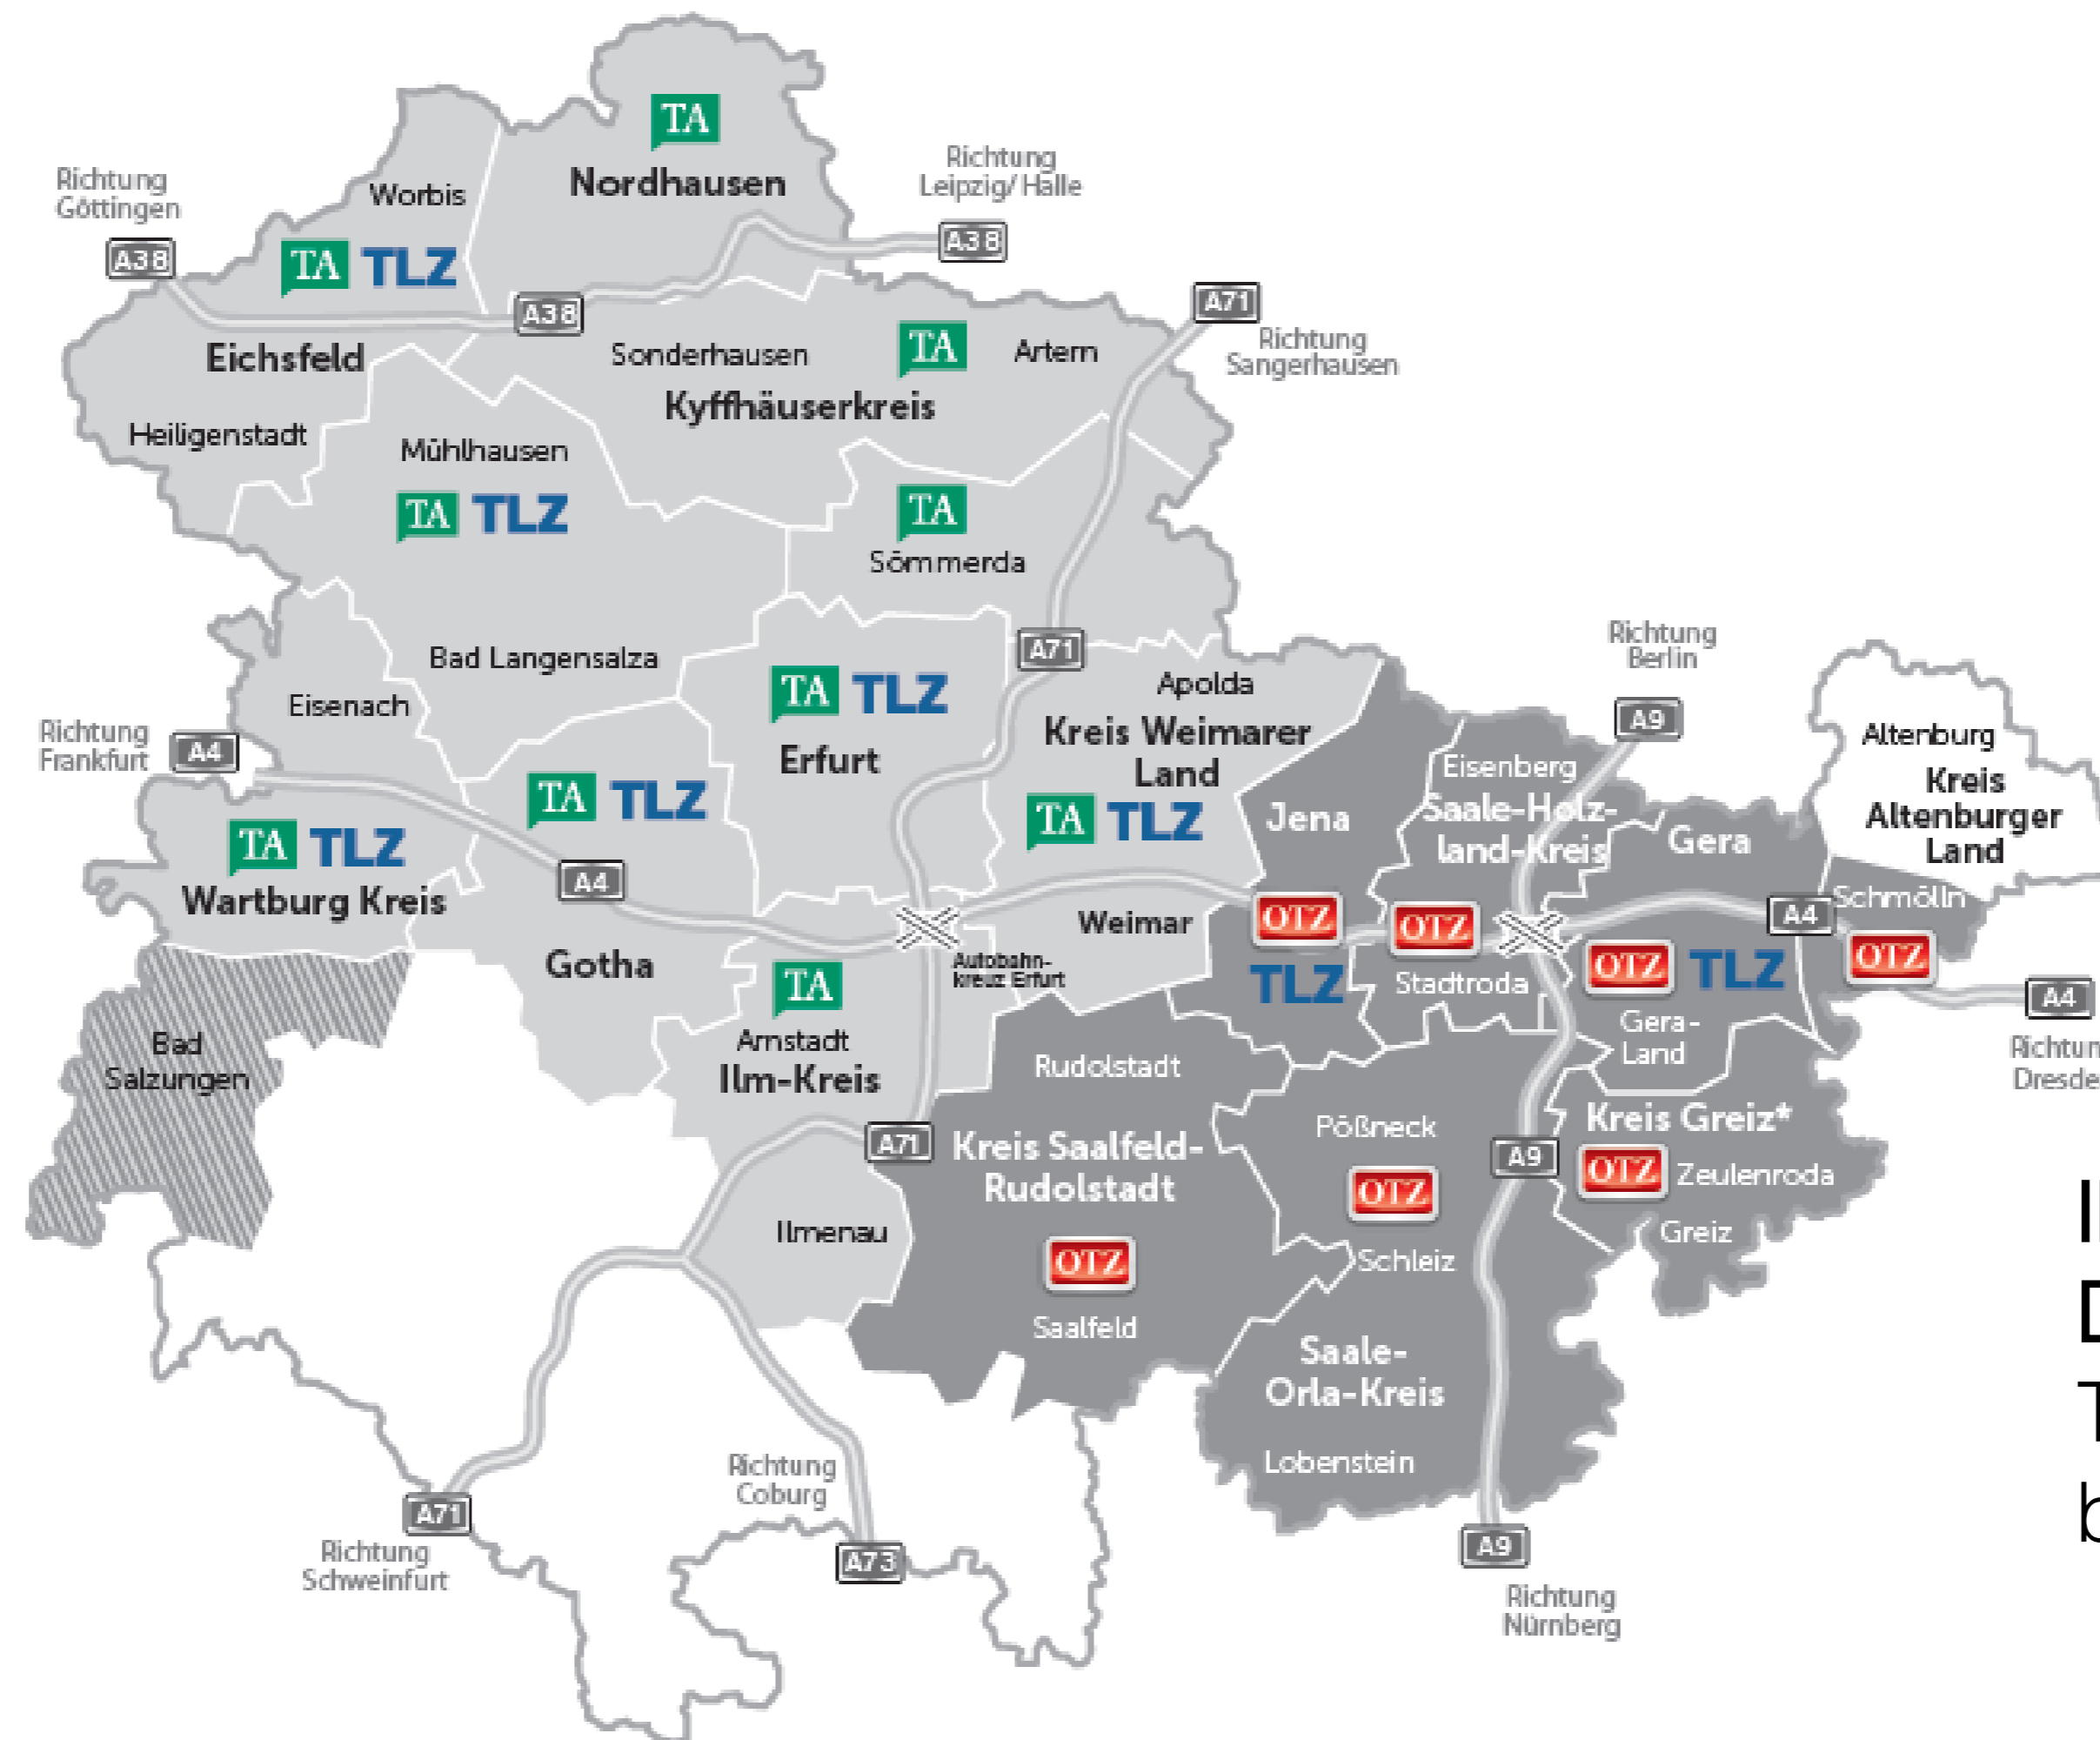 TA
Nordhausen
Richtung
Göttingen
A38
Worbis
TA TLZ
Richtung
Leipzig/Halle
A38
A38
A71
Richtung
Sangerhausen
Eichsfeld
Heiligenstadt
Sonderhausen
TA
Artern
Kyffhäuserkreis
Mühlhausen
TA TLZ
TA
Sömmerda
Bad Langensalza
A71
Eisenach
Richtung
Frankfurt
A4
TA TLZ
Erfurt
Apolda
Kreis Weimarer
Land
TA TLZ
TA TLZ
TA TLZ
Wartburg Kreis
A4
Gotha
Weimar
Autobahn-
kreuz Erfurt
TA
Arnstadt
Ilm-Kreis
Bad
Salzungen
A71
Ilmenau
Richtung
Berlin
A9
Jena
Eisenberg
Saale-Holz-
land-Kreis
Gera
Altenburg
Kreis
Altenburger
Land
Schmölln
OTZ
TLZ
OTZ
Stadtroda
OTZ TLZ
Gera-
Land
A4
OTZ
A4
Rudolstadt
Kreis Saalfeld-
Rudolstadt
OTZ
Saalfeld
Pößneck
OTZ
Schleiz
Saale-
Orla-Kreis
Lobenstein
A9
Kreis Greiz*
OTZ Zeulenroda
Greiz
A9
Richtung
Nürnberg
Richtung
Coburg
A73
A71
Richtung
Schweinfurt